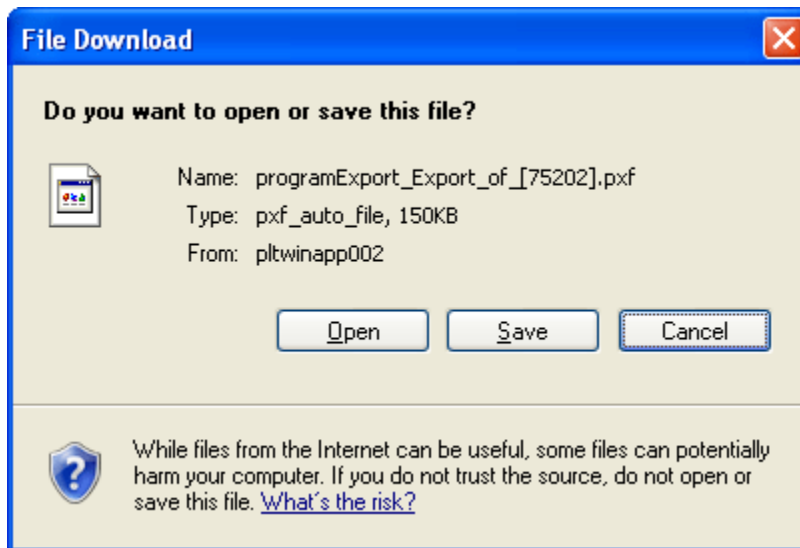 File Download
Do you want to open or save this file?
Name: programExport_Export_of_[75202].pxf
Type: pxf_auto_file, 150KB
From: pltwinapp002
Open Save Cancel
While files from the Internet can be useful, some files can potentially
harm your computer. If you do not trust the source, do not open or
save this file. What's the risk?